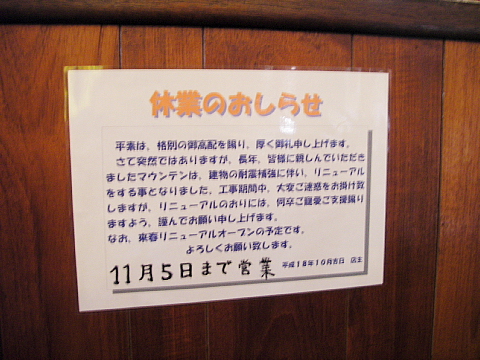 休業のおしらせ
平素は、格別の御高配を賜り、厚く御礼申し上げます。
さて突然ではありますが、長年、皆様に親しんでいただき
ましたマウンテンは、建物の耐震補強に伴い、リニューアル
をする事となりました。工事期間中、大変ご迷惑をお掛け致
しますが、リニューアルのおりには、何卒ご寵愛ご支援賜り
ますよう、謹んでお願い申し上げます。
なお、来春リニューアルオープンの予定です。
よろしくお願い致します。
11月5日まで営業 平成18年10月吉日 店主